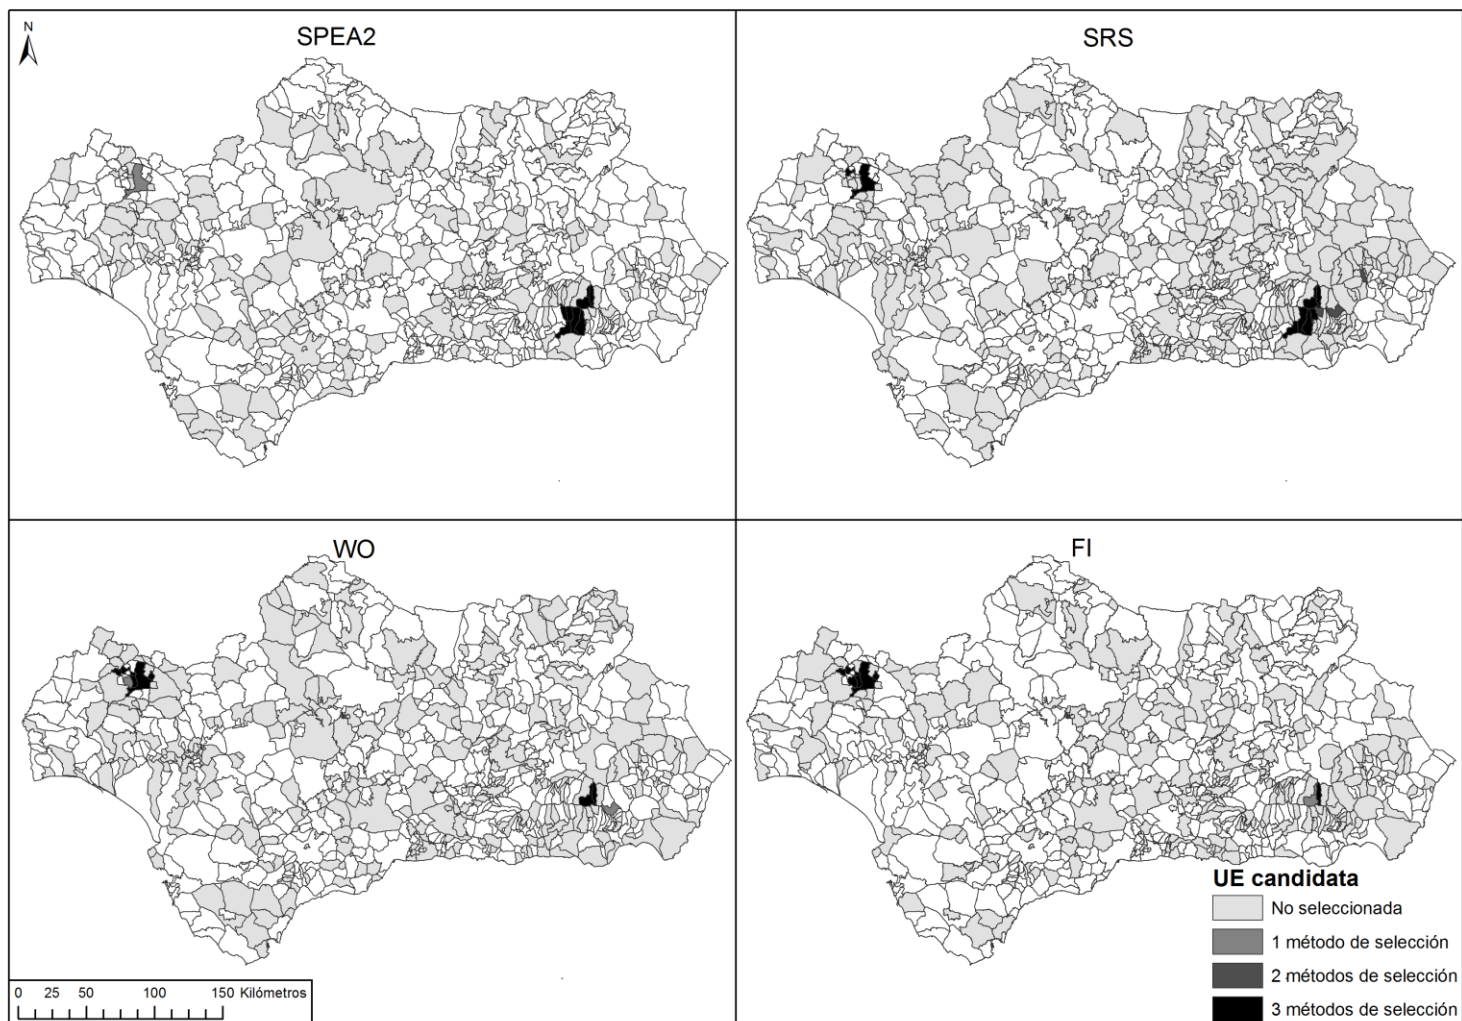 N
SPEA2
SRS
WO
FI
UE candidata
No seleccionada
1 método de selección
2 métodos de selección
3 métodos de selección
0 25 50 100 150 Kilómetros